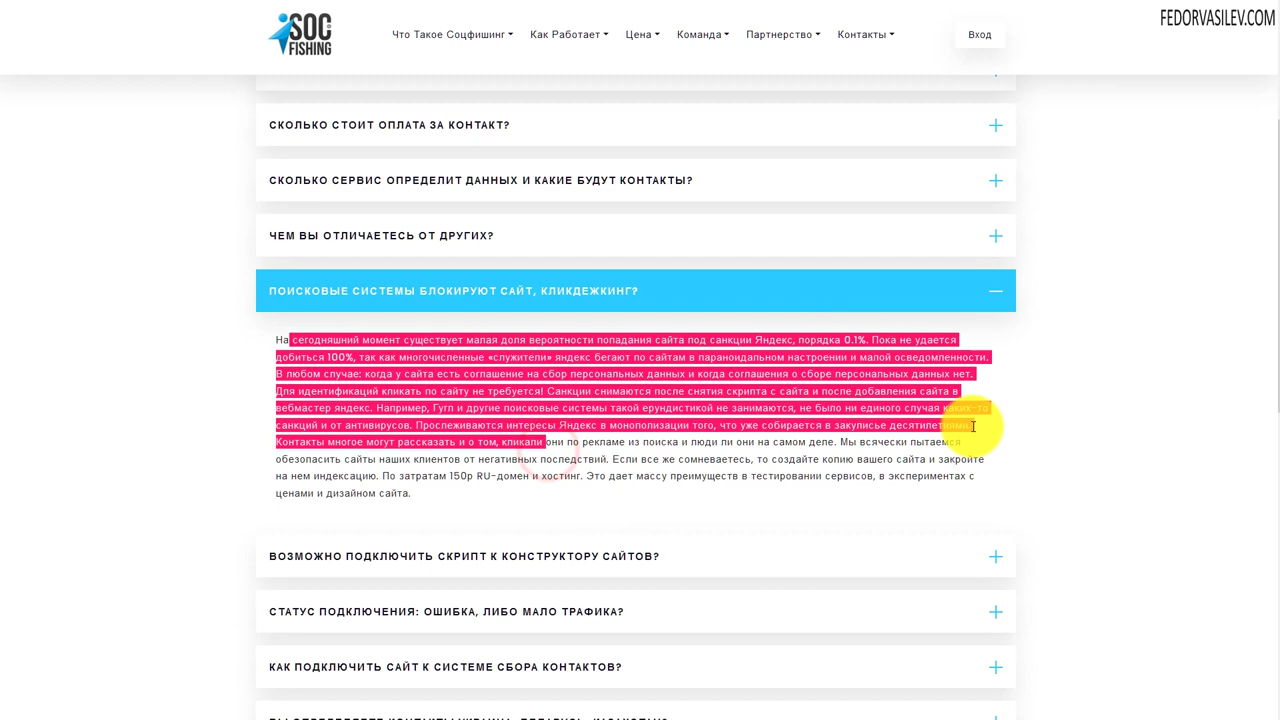 FEDORVASILEV.COM
SOC
FISHING
Что Такое Соцфишинг
Как Работает
Цена
Команда
Партнерство
Контакты
Вход
СКОЛЬКО СТОИТ ОПЛАТА ЗА КОНТАКТ?
СКОЛЬКО СЕРВИС ОПРЕДЕЛИТ ДАННЫХ И КАКИЕ БУДУТ КОНТАКТЫ?
ЧЕМ ВЫ ОТЛИЧАЕТЕСЬ ОТ ДРУГИХ?
ПОИСКОВЫЕ СИСТЕМЫ БЛОКИРУЮТ САЙТ, КЛИКДЕЖКИНГ?
На сегодняшний момент существует малая доля вероятности попадания сайта под санкции Яндекс, порядка 0.1%. Пока не удается
добиться 100%, так как многочисленные «служители» яндекс бегают по сайтам в параноидальном настроении и малой осведомленности.
В любом случае: когда у сайта есть соглашение на сбор персональных данных и когда соглашения о сборе персональных данных нет.
Для идентификаций кликать по сайту не требуется! Санкции снимаются после снятия скрипта с сайта и после добавления сайта в
вебмастер яндекс. Например, Гугл и другие поисковые системы такой ерундистикой не занимаются, не было ни единого случая каких-то
санкций и от антивирусов. Прослеживаются интересы Яндекс в монополизации того, что уже собирается в закулисье десятилетиями.
Контакты многое могут рассказать и о том, кликали они по рекламе из поиска и люди ли они на самом деле. Мы всячески пытаемся
обезопасить сайты наших клиентов от негативных последствий. Если все же сомневаетесь, то создайте копию вашего сайта и закройте
на нем индексацию. По затратам 150р RU-домен и хостинг. Это дает массу преимуществ в тестировании сервисов, в экспериментах с
ценами и дизайном сайта.
ВОЗМОЖНО ПОДКЛЮЧИТЬ СКРИПТ К КОНСТРУКТОРУ САЙТОВ?
СТАТУС ПОДКЛЮЧЕНИЯ: ОШИБКА, ЛИБО МАЛО ТРАФИКА?
КАК ПОДКЛЮЧИТЬ САЙТ К СИСТЕМЕ СБОРА КОНТАКТОВ?